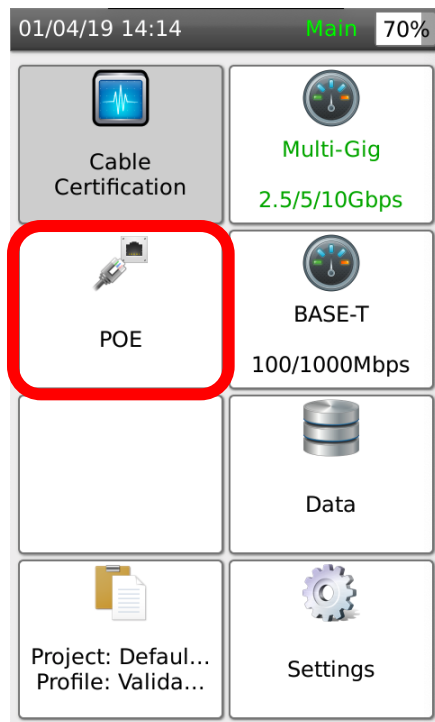 01/04/19 14:14 Main 70%
Cable
Certification
Multi-Gig
2.5/5/10Gbps
POE
BASE-T
100/1000Mbps
Data
Project: Defaul...
Profile: Valida...
Settings